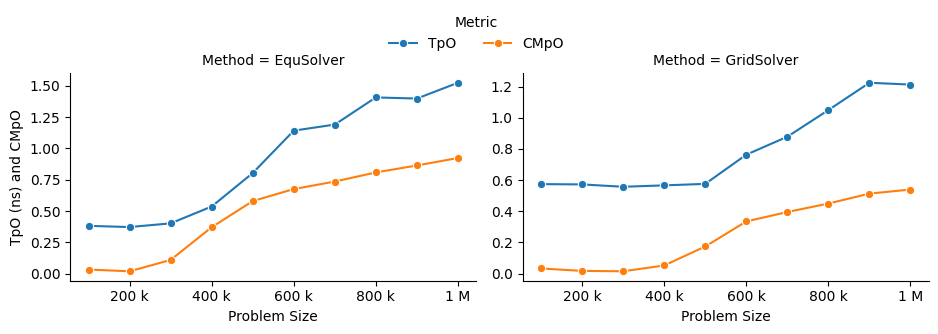 Metric
TpO CMpO
Method = EquSolver
Method = GridSolver
TpO (ns) and CMpO
1.50
1.25
1.00
0.75
0.50
0.25
0.00
200 k 400 k 600 k 800 k 1 M
Problem Size
1.2
1.0
0.8
0.6
0.4
0.2
0.0
200 k 400 k 600 k 800 k 1 M
Problem Size